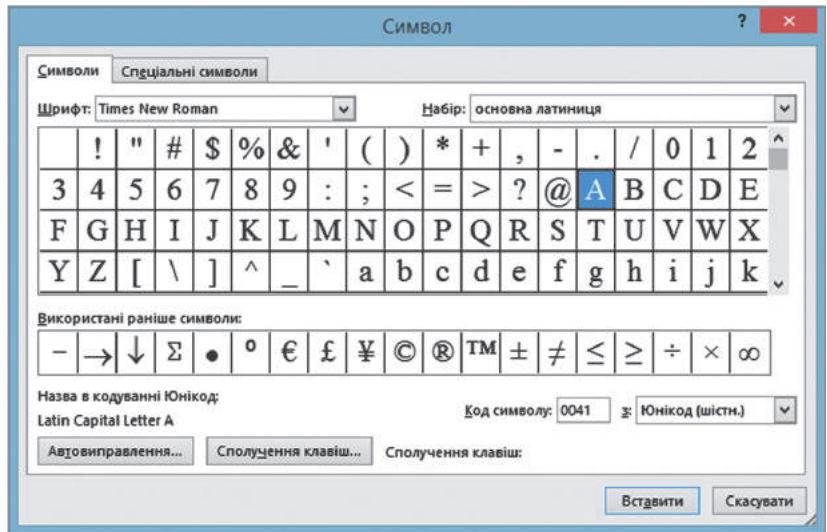 Символ
? ×
Символи Спеціальні символи
Шрифт: Times New Roman Набір: основна латиниця
! " # $ % & ' ( ) * + , - . / 0 1 2
3 4 5 6 7 8 9 : ; < = > ? @ A B C D E
F G H I J K L M N O P Q R S T U V W X
Y Z [ \ ] ^ _ ` a b c d e f g h i j k
Використані раніше символи:
– → ↓ Σ • º € £ ¥ © ® ™ ± ≠ ≤ ≥ ÷ × ∞
Назва в кодуванні Юнікод:
Latin Capital Letter A
Код символу: 0041 з: Юнікод (шістн.)
Автовиправлення... Сполучення клавіш... Сполучення клавіш:
Вставити Скасувати